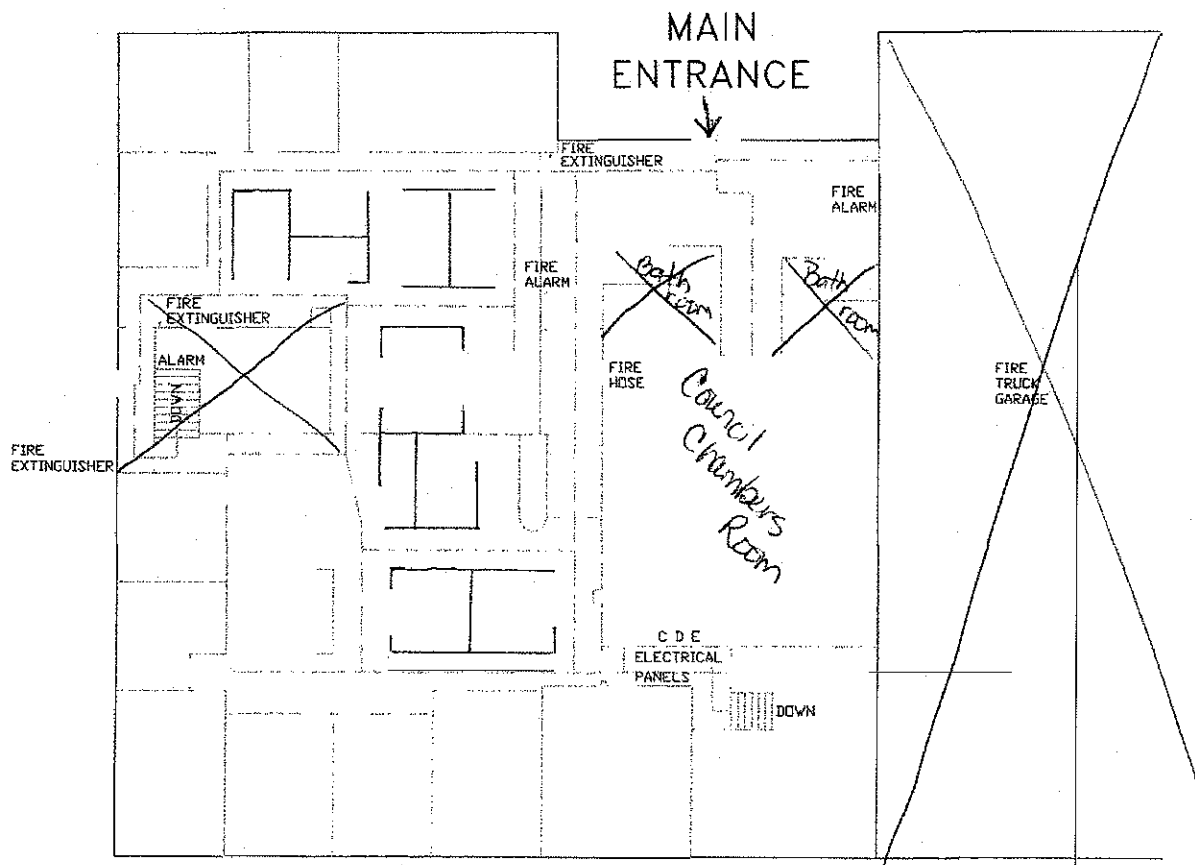 MAIN
ENTRANCE
FIRE
EXTINGUISHER
FIRE
ALARM
FIRE
ALARM
Bath
room
Bath
room
FIRE
EXTINGUISHER
ALARM
DOWN
FIRE
HOSE
FIRE
TRUCK
GARAGE
Council
Chambers
Room
FIRE
EXTINGUISHER
C D E
ELECTRICAL
PANELS
DOWN